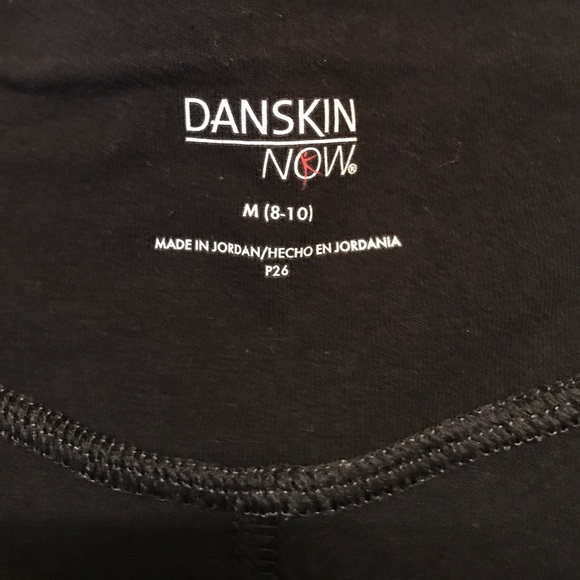 DANSKIN
NOW®
M (8-10)
MADE IN JORDAN/HECHO EN JORDANIA
P26